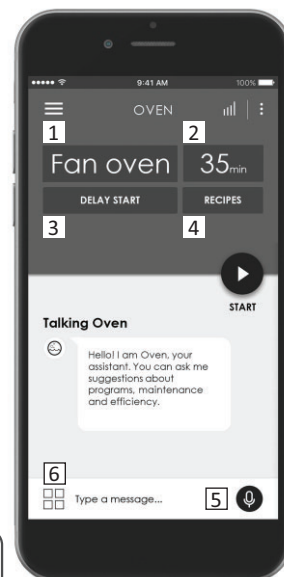 9:41 AM 100%
OVEN
1 2
Fan oven 35min
3 4
DELAY START RECIPES
START
Talking Oven
Hello! I am Oven, your
assistant. You can ask me
suggestions about
programs, maintenance
and efficiency.
6
Type a message... 5